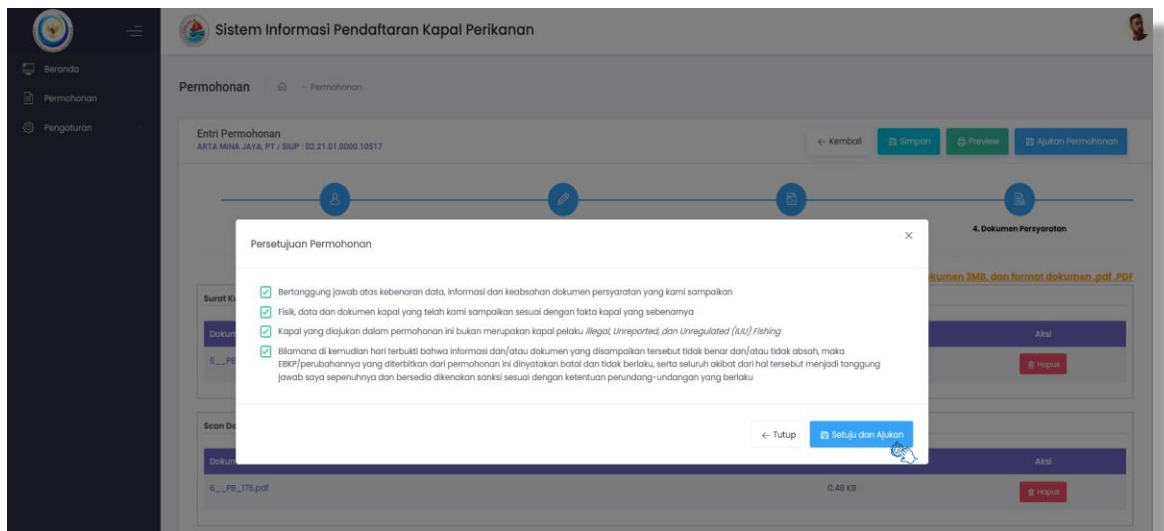 Sistem Informasi Pendaftaran Kapal Perikanan
Beranda
Permohonan
Pengaturan
Permohonan - Permohonan
Entri Permohonan
ARTA MINA JAYA, PT / SIUP : 02.21.01.0000.10517
← Kembali
Simpan
Preview
Ajukan Permohonan
4. Dokumen Persyaratan
Persetujuan Permohonan
Bertanggung jawab atas kebenaran data, informasi dan keabsahan dokumen persyaratan yang kami sampaikan
Fisik, data dan dokumen kapal yang telah kami sampaikan sesuai dengan fakta kapal yang sebenarnya
Kapal yang diajukan dalam permohonan ini bukan merupakan kapal pelaku illegal, Unreported, dan Unregulated (IUU) Fishing
Bilamana di kemudian hari terbukti bahwa informasi dan/atau dokumen yang disampaikan tersebut tidak benar dan/atau tidak absah, maka
EBKP/perubahannya yang diterbitkan dari permohonan ini dinyatakan batal dan tidak berlaku, serta seluruh akibat dari hal tersebut menjadi tanggung
jawab saya sepenuhnya dan bersedia dikenakan sanksi sesuai dengan ketentuan perundang-undangan yang berlaku
← Tutup
Setuju dan Ajukan
3MB, dan format dokumen .pdf .PDF
Surat
Aksi
Hapus
Scan
Aksi
6__PB_175.pdf
0.48 KB
Hapus